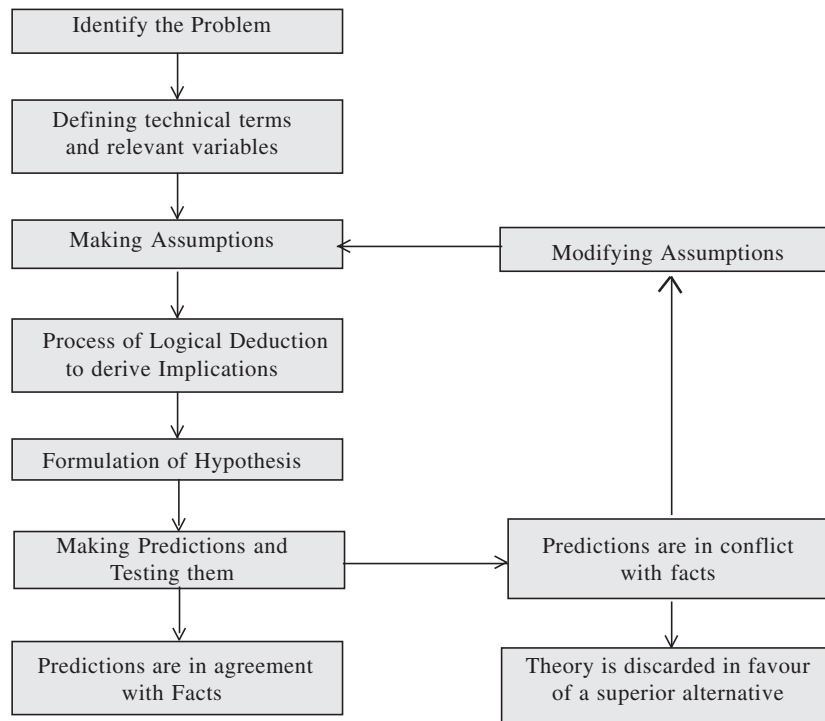 Identify the Problem
Defining technical terms
and relevant variables
Making Assumptions
Modifying Assumptions
Process of Logical Deduction
to derive Implications
Formulation of Hypothesis
Making Predictions and
Testing them
Predictions are in conflict
with facts
Predictions are in agreement
with Facts
Theory is discarded in favour
of a superior alternative